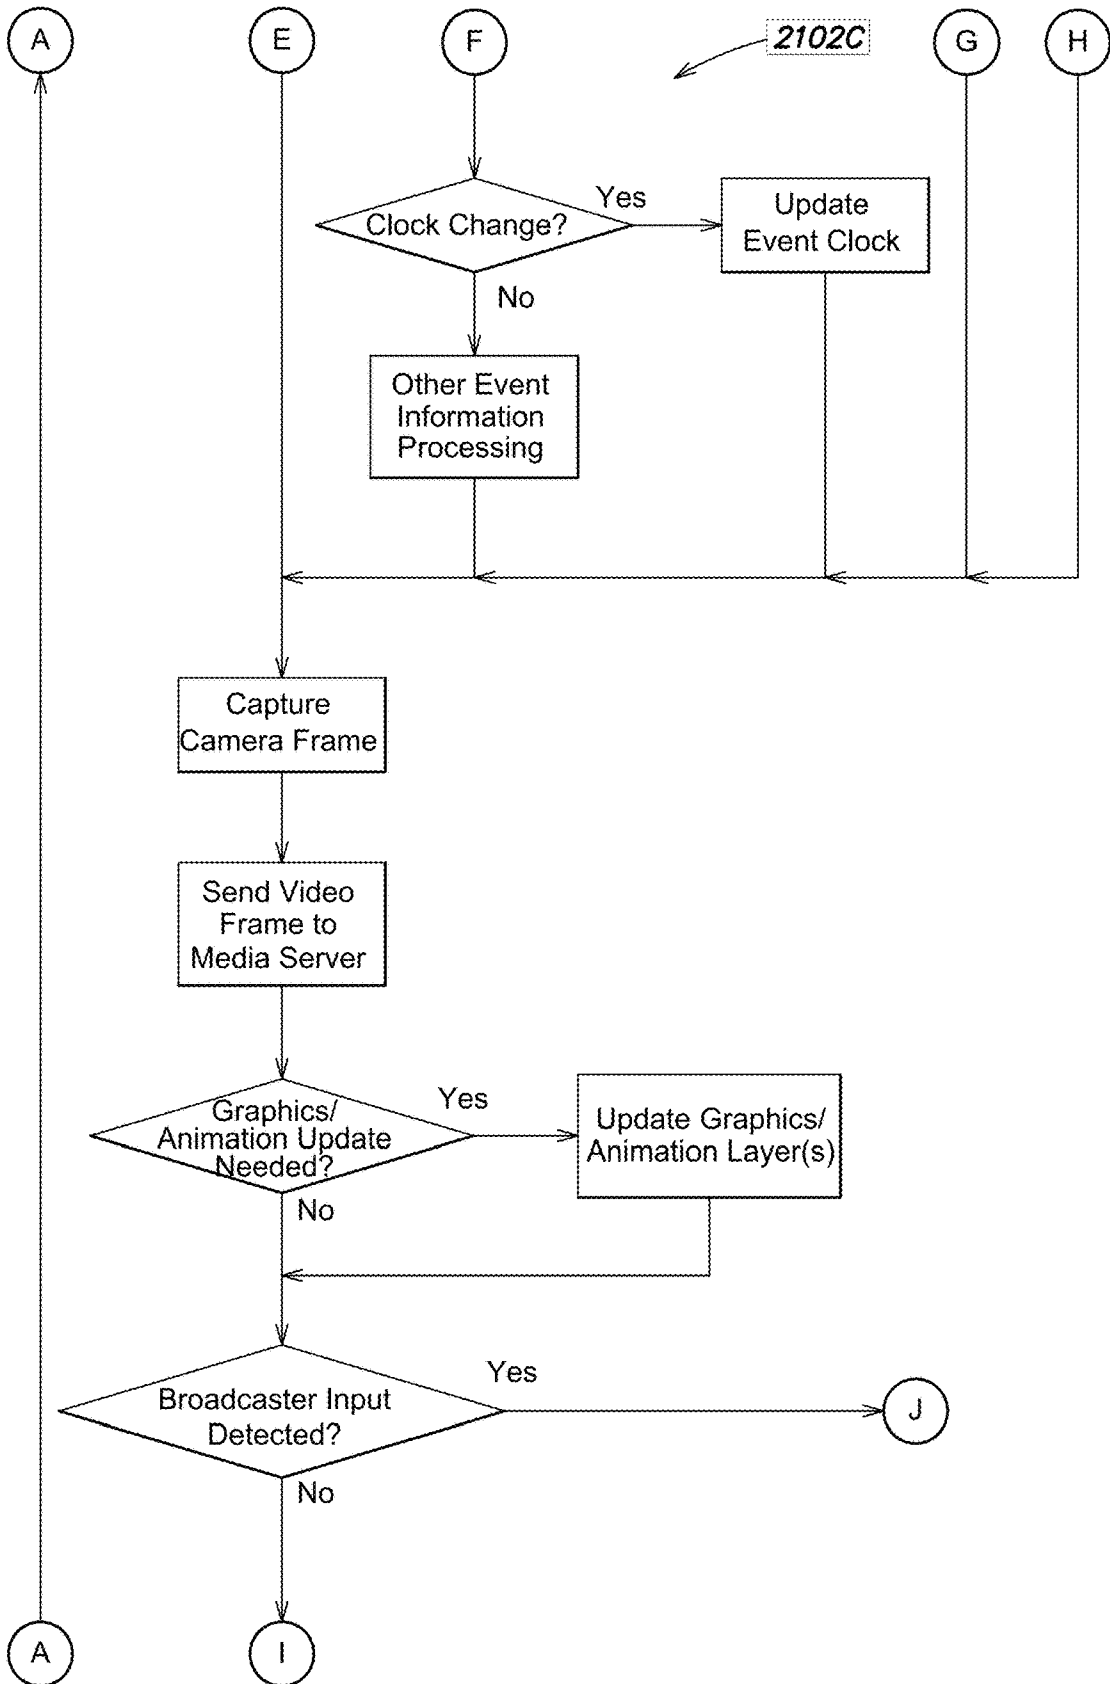 A
E
F
2102C
G
H
Clock Change?
Yes
Update
Event Clock
No
Other Event
Information
Processing
Capture
Camera Frame
Send Video
Frame to
Media Server
Graphics/
Animation Update
Needed?
Yes
Update Graphics/
Animation Layer(s)
No
Broadcaster Input
Detected?
Yes
J
No
A
I